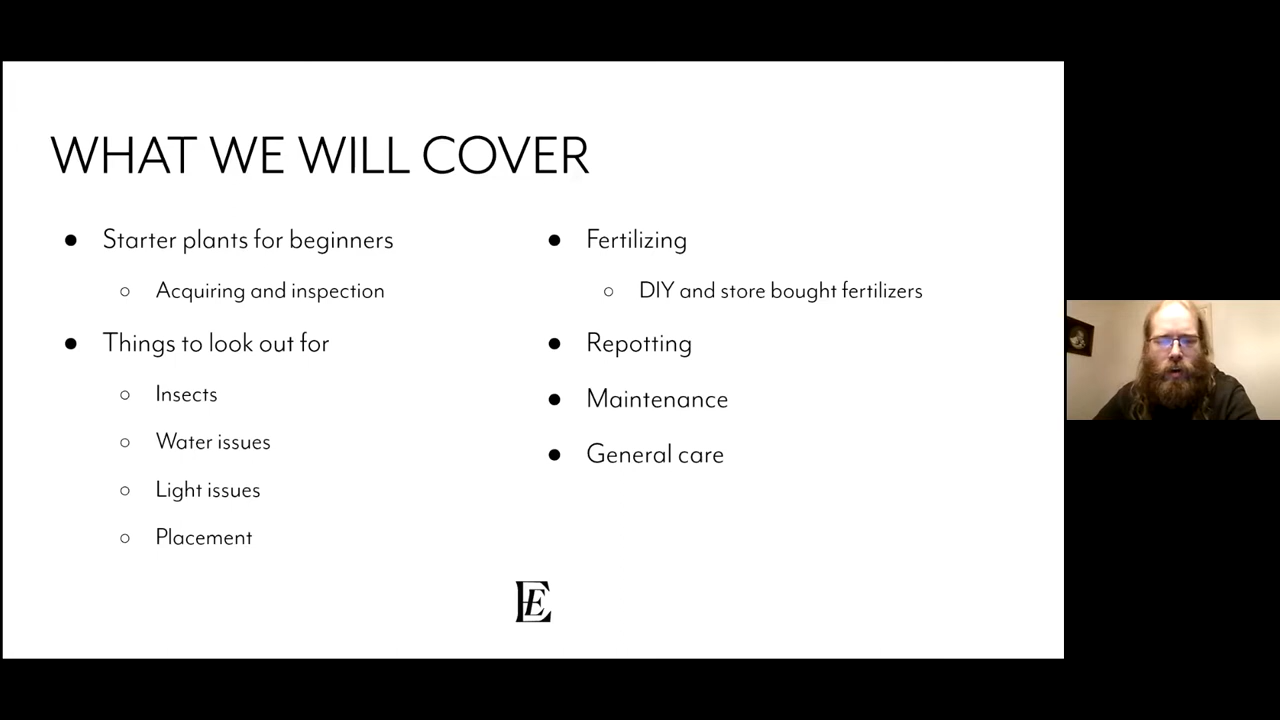 WHAT WE WILL COVER
● Starter plants for beginners
○ Acquiring and inspection
● Things to look out for
○ Insects
○ Water issues
○ Light issues
○ Placement
● Fertilizing
○ DIY and store bought fertilizers
● Repotting
● Maintenance
● General care
EE